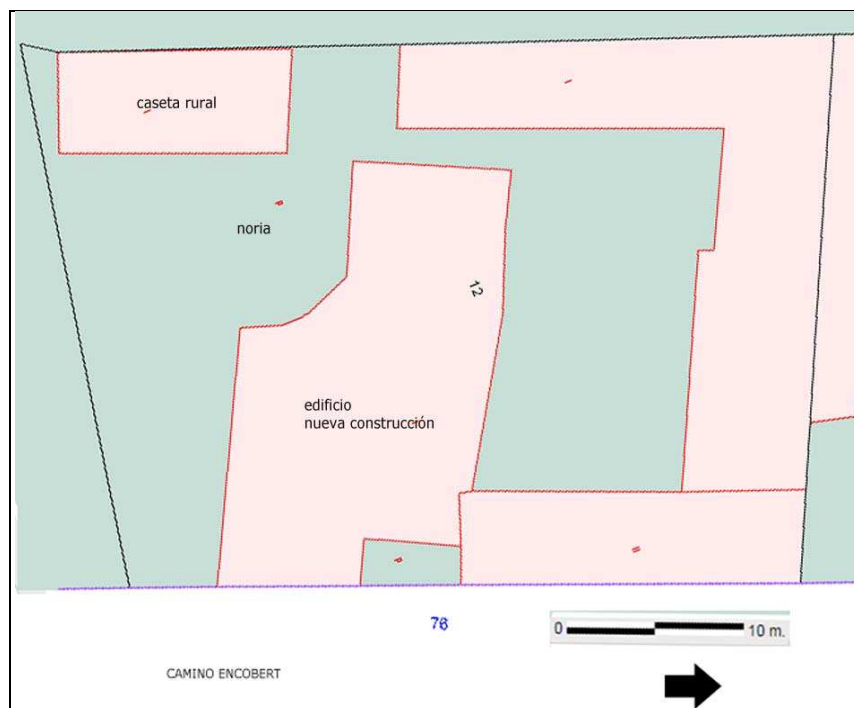 caseta rural
noria
12
edificio
nueva construcción
76
0 10 m.
CAMINO ENCOBERT